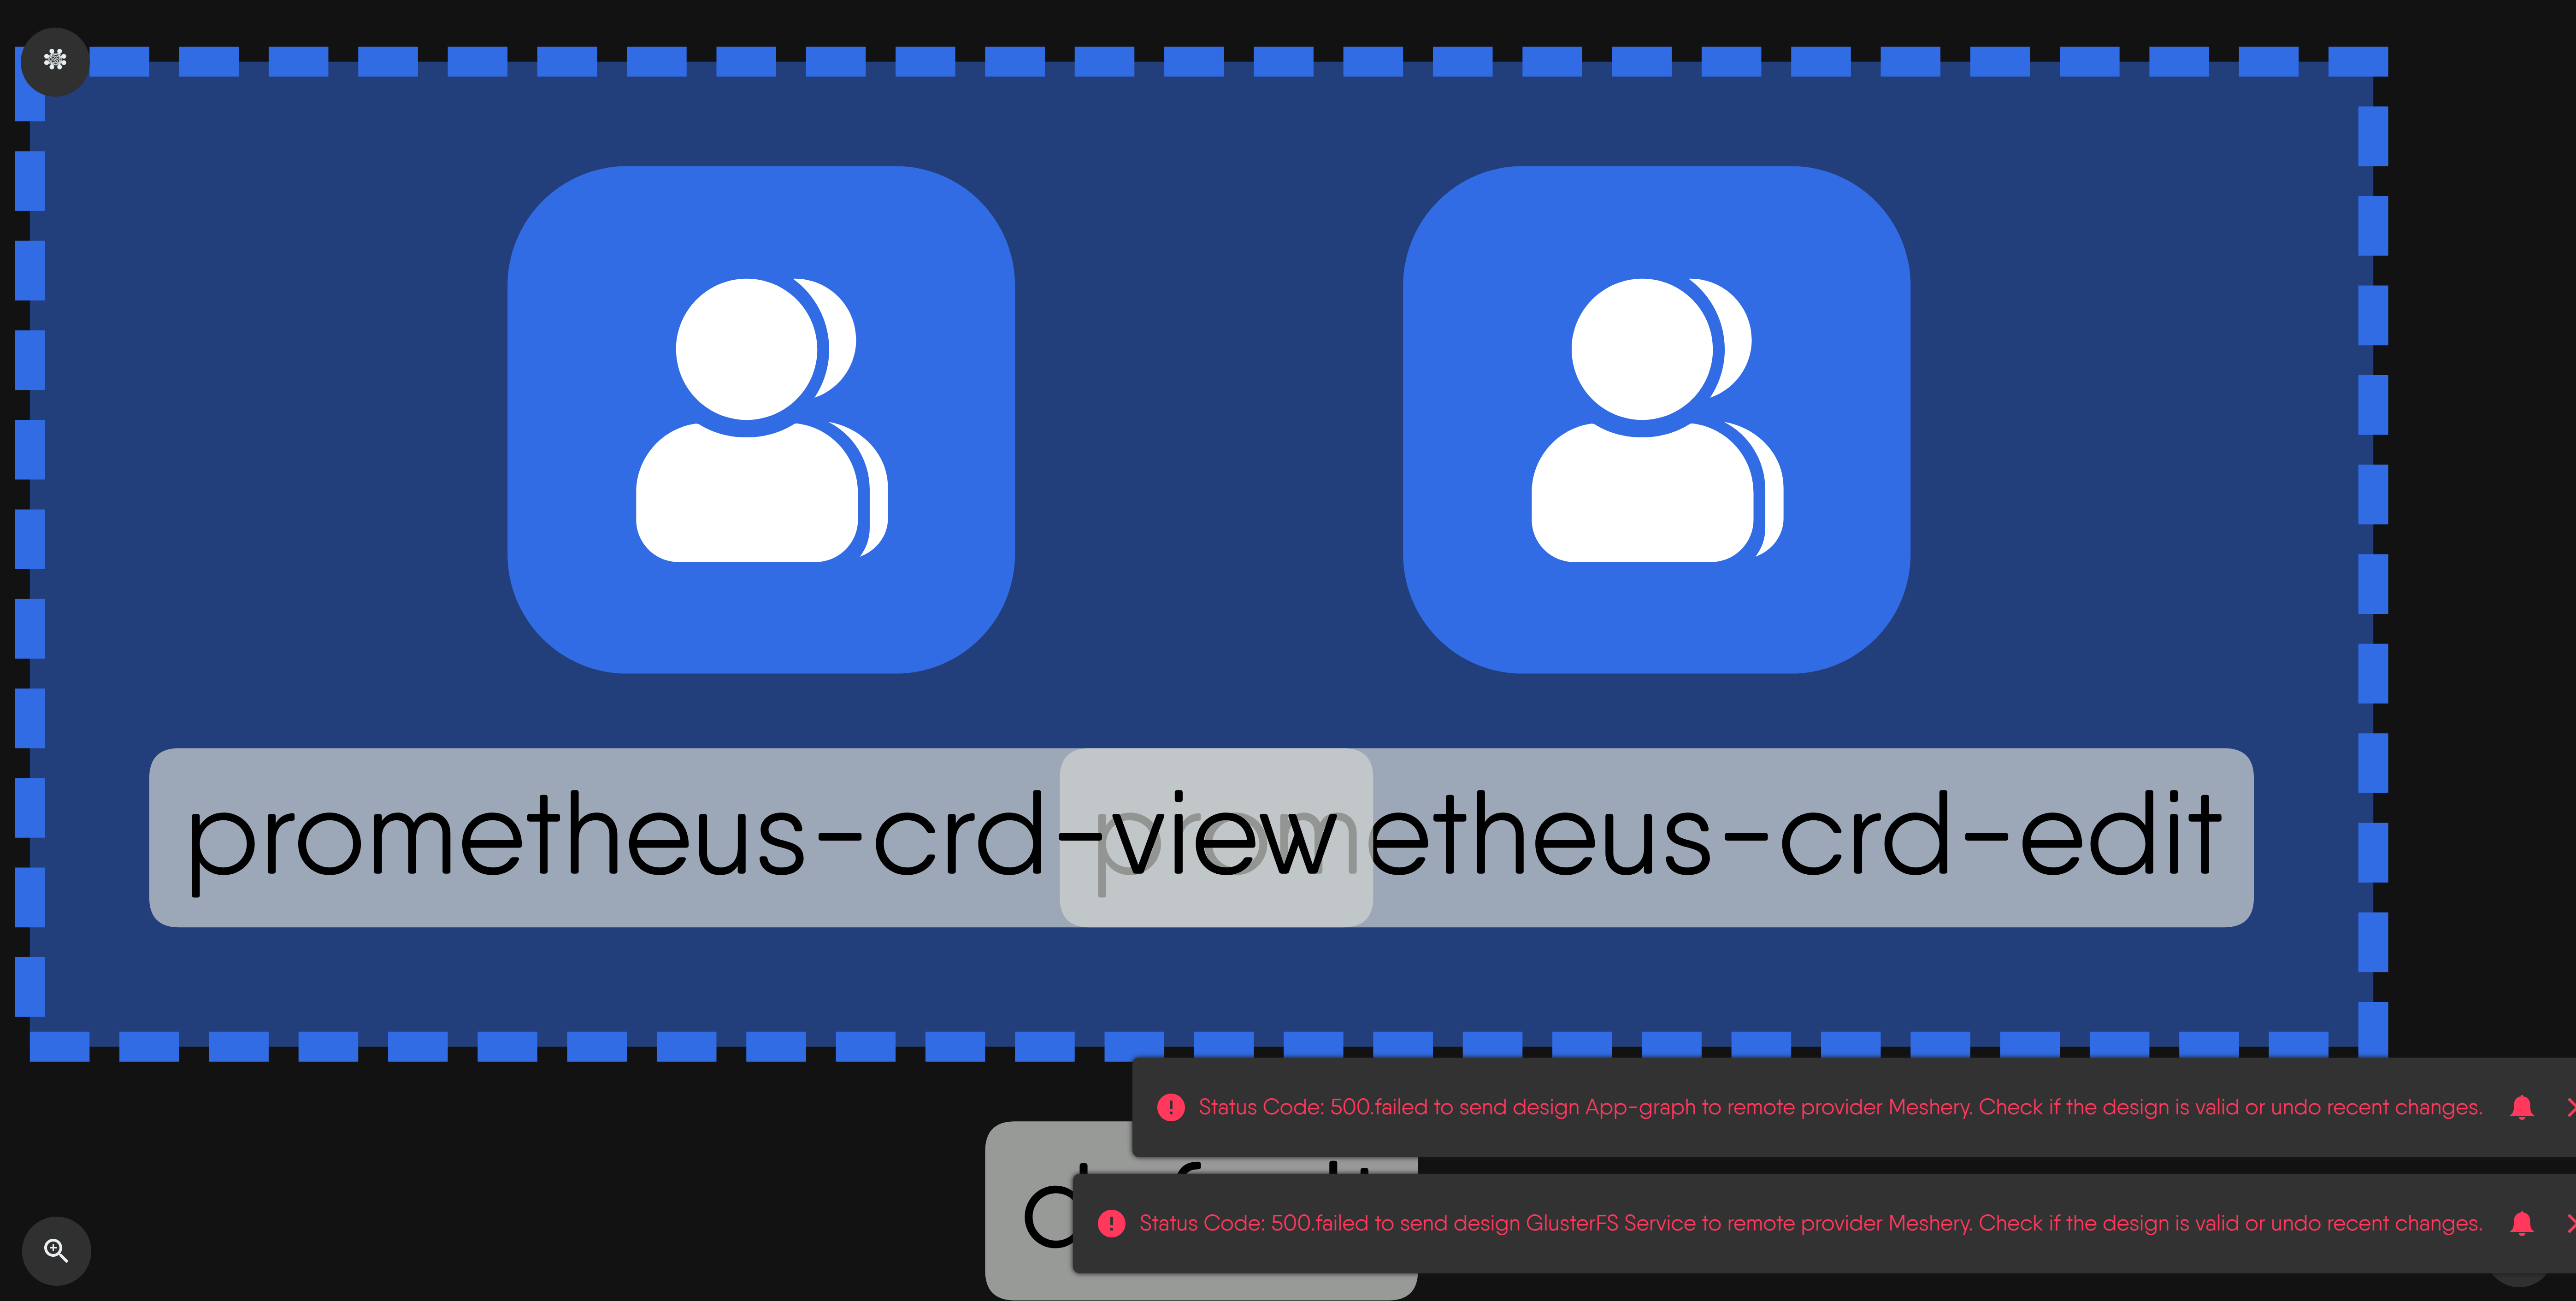 prometheus-crd-view
prometheus-crd-edit
Status Code: 500.failed to send design App-graph to remote provider Meshery. Check if the design is valid or undo recent changes.
Status Code: 500.failed to send design GlusterFS Service to remote provider Meshery. Check if the design is valid or undo recent changes.